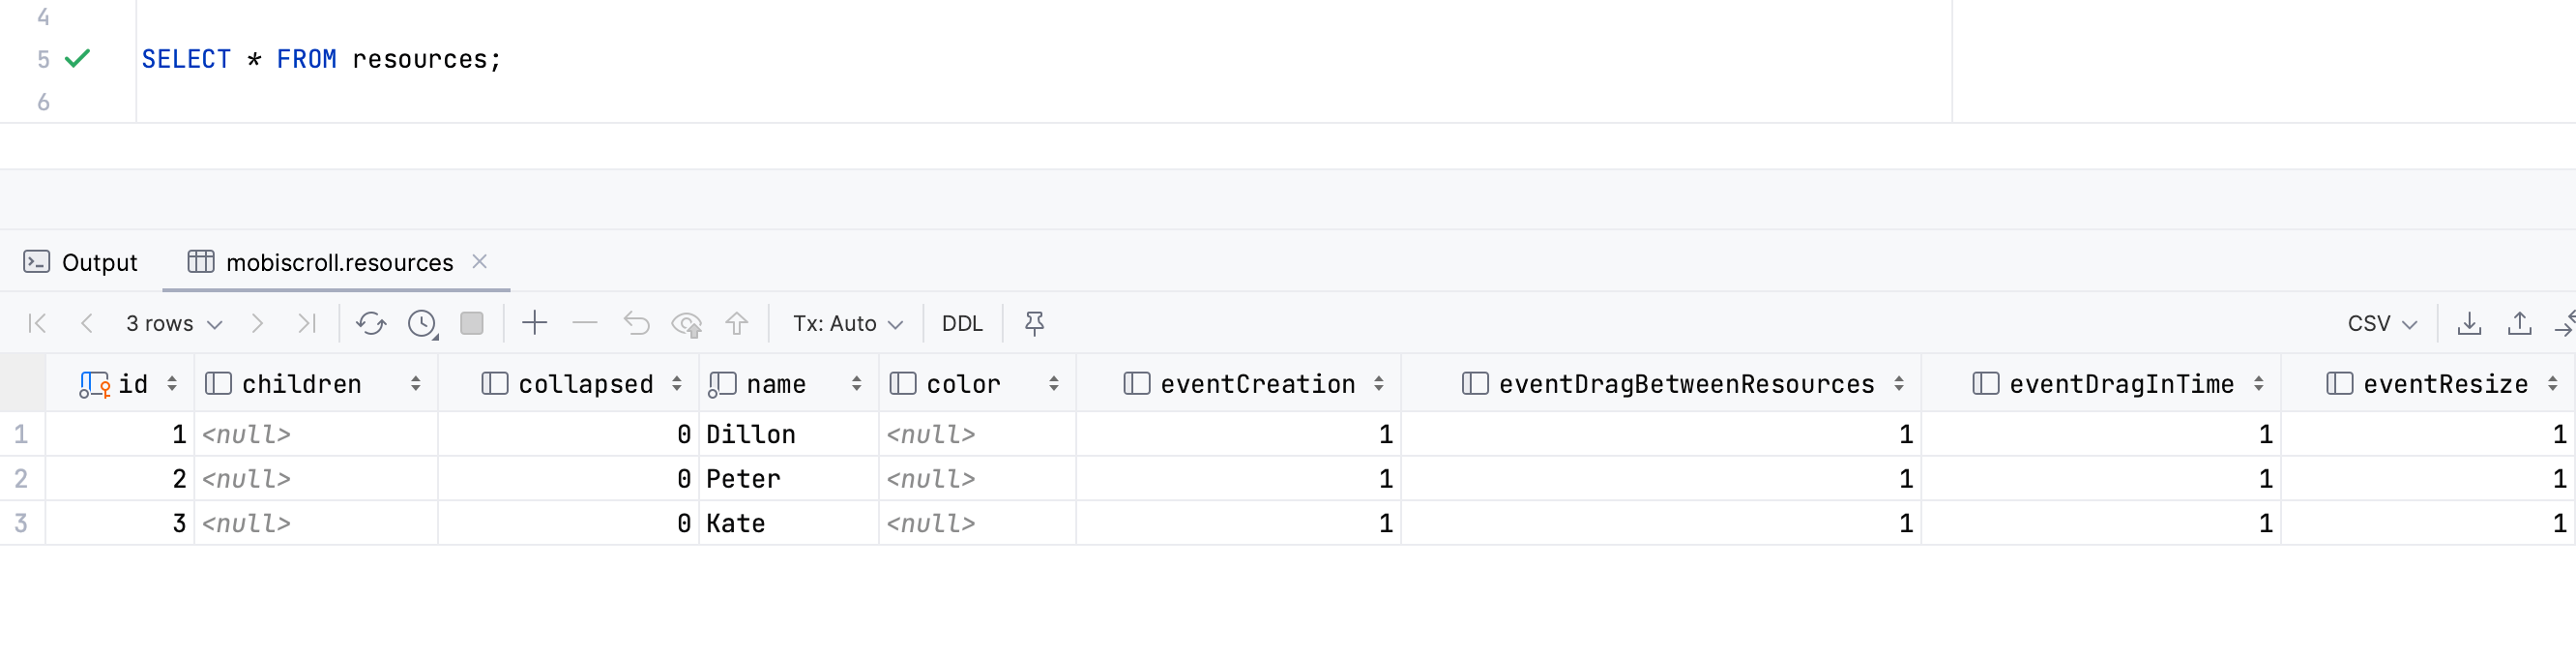 4
5 SELECT * FROM resources;
6
Output mobiscroll.resources
3 rows Tx: Auto DDL CSV
id children collapsed name color eventCreation eventDragBetweenResources eventDragInTime eventResize
1 1 <null> 0 Dillon <null> 1 1 1 1
2 2 <null> 0 Peter <null> 1 1 1 1
3 3 <null> 0 Kate <null> 1 1 1 1